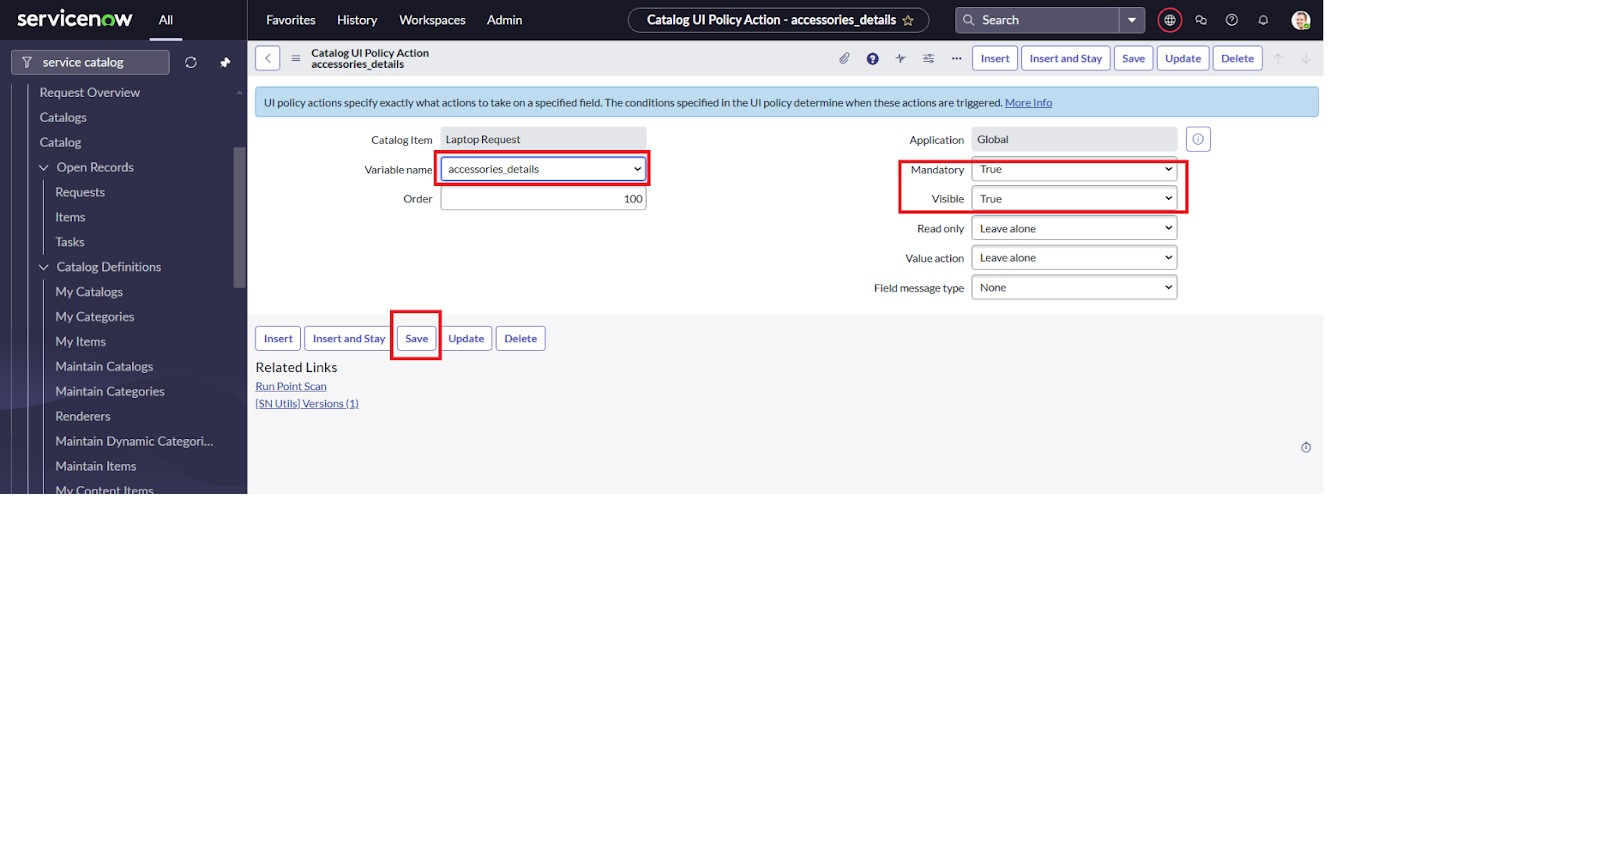 servicenow
All
Favorites
History
Workspaces
Admin
Catalog UI Policy Action - accessories_details
Search
service catalog
Catalog UI Policy Action
accessories_details
Insert
Insert and Stay
Save
Update
Delete
Request Overview
Catalogs
Catalog
Open Records
Requests
Items
Tasks
Catalog Definitions
My Catalogs
My Categories
My Items
Maintain Catalogs
Maintain Categories
Renderers
Maintain Dynamic Categori...
Maintain Items
My Content Items
UI policy actions specify exactly what actions to take on a specified field. The conditions specified in the UI policy determine when these actions are triggered. More Info
Catalog Item Laptop Request
Variable name accessories_details
Order 100
Application Global
Mandatory True
Visible True
Read only Leave alone
Value action Leave alone
Field message type None
Insert
Insert and Stay
Save
Update
Delete
Related Links
Run Point Scan
[SN Utils] Versions (1)